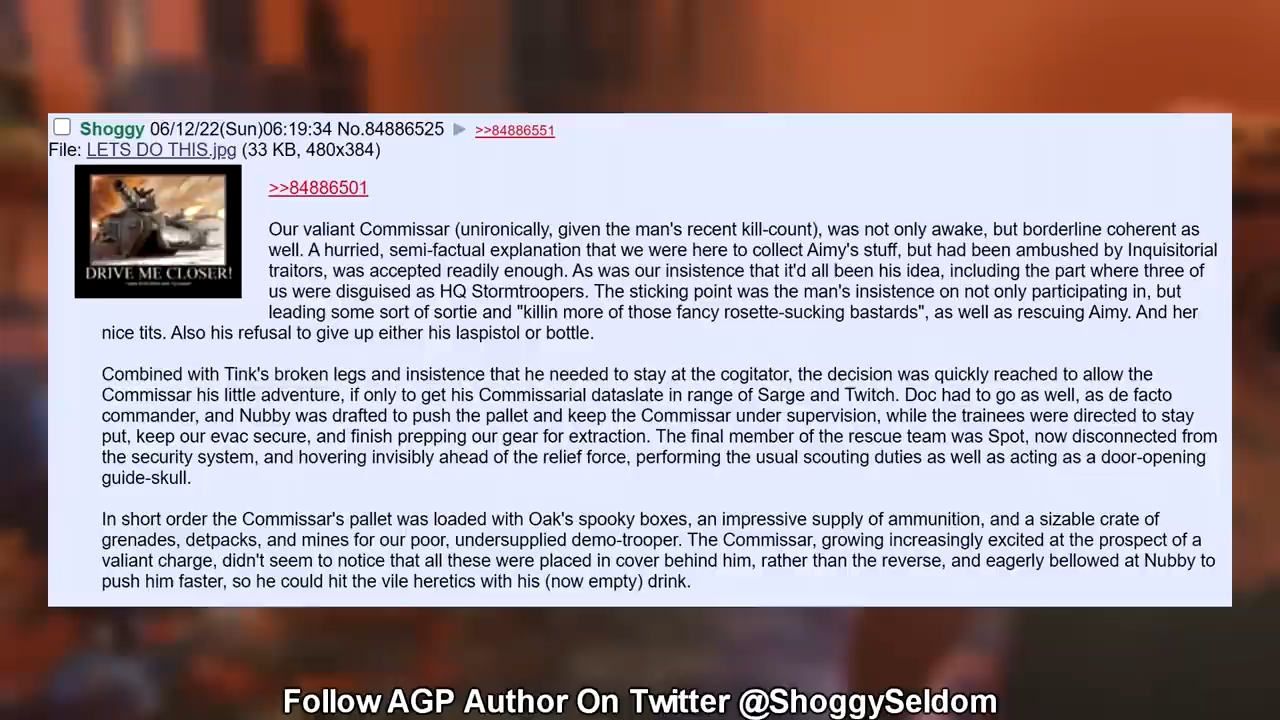 Shoggy 06/12/22(Sun)06:19:34 No.84886525 ▶ >>84886551
File: LETS DO THIS.jpg (33 KB, 480x384)
DRIVE ME CLOSER!
>>84886501
Our valiant Commissar (unironically, given the man's recent kill-count), was not only awake, but borderline coherent as
well. A hurried, semi-factual explanation that we were here to collect Aimy's stuff, but had been ambushed by Inquisitorial
traitors, was accepted readily enough. As was our insistence that it'd all been his idea, including the part where three of
us were disguised as HQ Stormtroopers. The sticking point was the man's insistence on not only participating in, but
leading some sort of sortie and "killin more of those fancy rosette-sucking bastards", as well as rescuing Aimy. And her
nice tits. Also his refusal to give up either his laspistol or bottle.
Combined with Tink's broken legs and insistence that he needed to stay at the cogitator, the decision was quickly reached to allow the
Commissar his little adventure, if only to get his Commissarial dataslate in range of Sarge and Twitch. Doc had to go as well, as de facto
commander, and Nubby was drafted to push the pallet and keep the Commissar under supervision, while the trainees were directed to stay
put, keep our evac secure, and finish prepping our gear for extraction. The final member of the rescue team was Spot, now disconnected from
the security system, and hovering invisibly ahead of the relief force, performing the usual scouting duties as well as acting as a door-opening
guide-skull.
In short order the Commissar's pallet was loaded with Oak's spooky boxes, an impressive supply of ammunition, and a sizable crate of
grenades, detpacks, and mines for our poor, undersupplied demo-trooper. The Commissar, growing increasingly excited at the prospect of a
valiant charge, didn't seem to notice that all these were placed in cover behind him, rather than the reverse, and eagerly bellowed at Nubby to
push him faster, so he could hit the vile heretics with his (now empty) drink.
Follow AGP Author On Twitter @ShoggySeldom